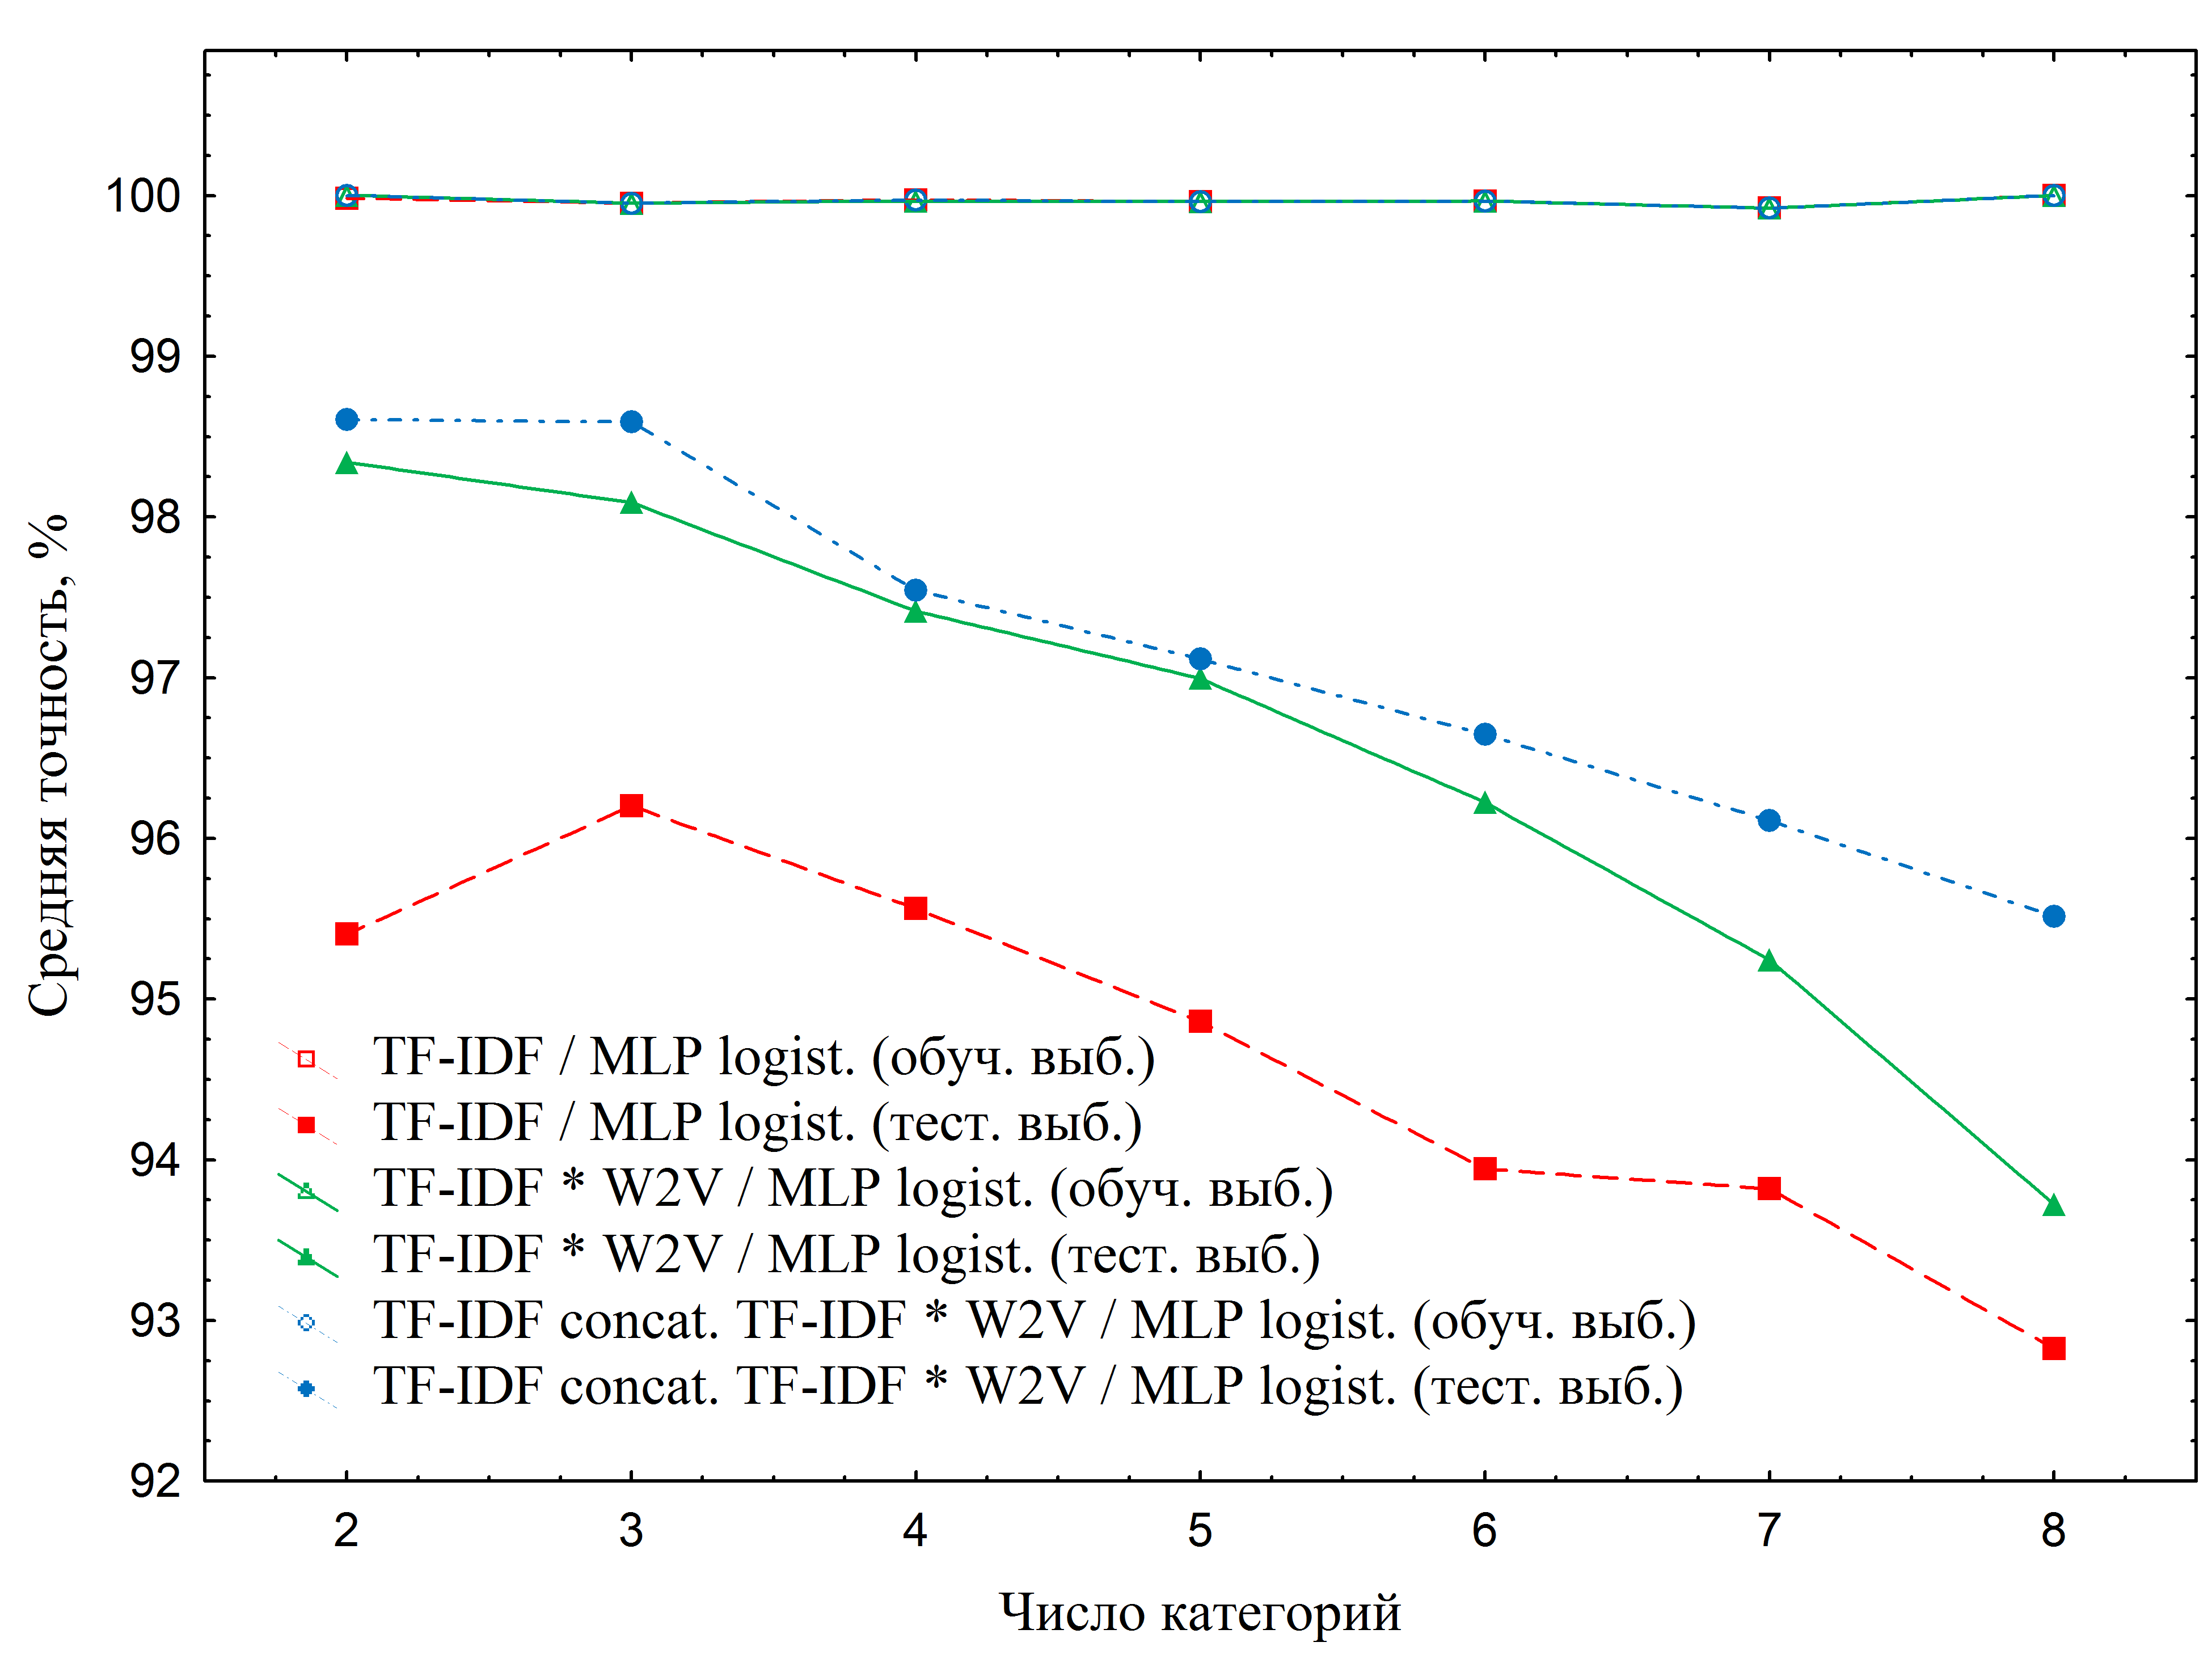 Средняя точность, %
100
99
98
97
96
95
94
93
92
TF-IDF / MLP logist. (обуч. выб.)
TF-IDF / MLP logist. (тест. выб.)
TF-IDF * W2V / MLP logist. (обуч. выб.)
TF-IDF * W2V / MLP logist. (тест. выб.)
TF-IDF concat. TF-IDF * W2V / MLP logist. (обуч. выб.)
TF-IDF concat. TF-IDF * W2V / MLP logist. (тест. выб.)
2 3 4 5 6 7 8
Число категорий